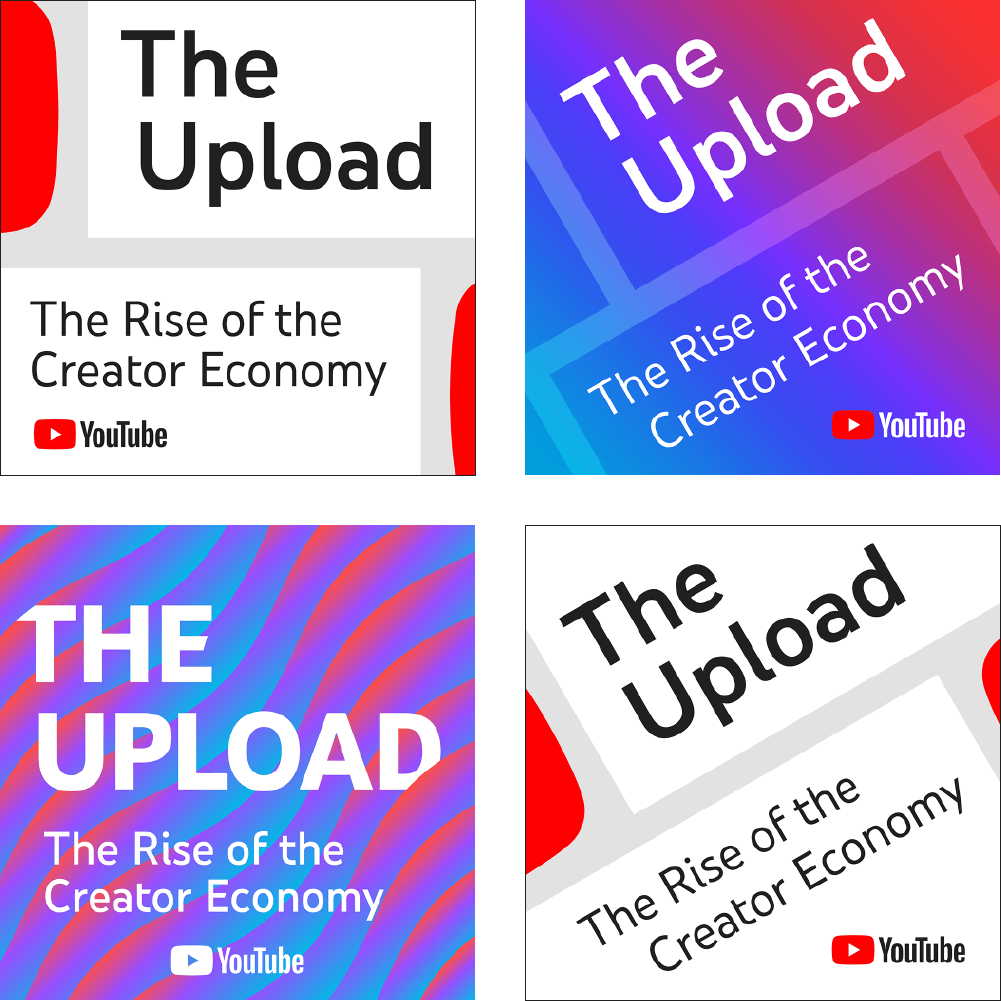 The
Upload
The Rise of the
Creator Economy
YouTube
The
Upload
The Rise of the
Creator Economy
YouTube
THE
UPLOAD
The Rise of the
Creator Economy
YouTube
The
Upload
The Rise of the
Creator Economy
YouTube